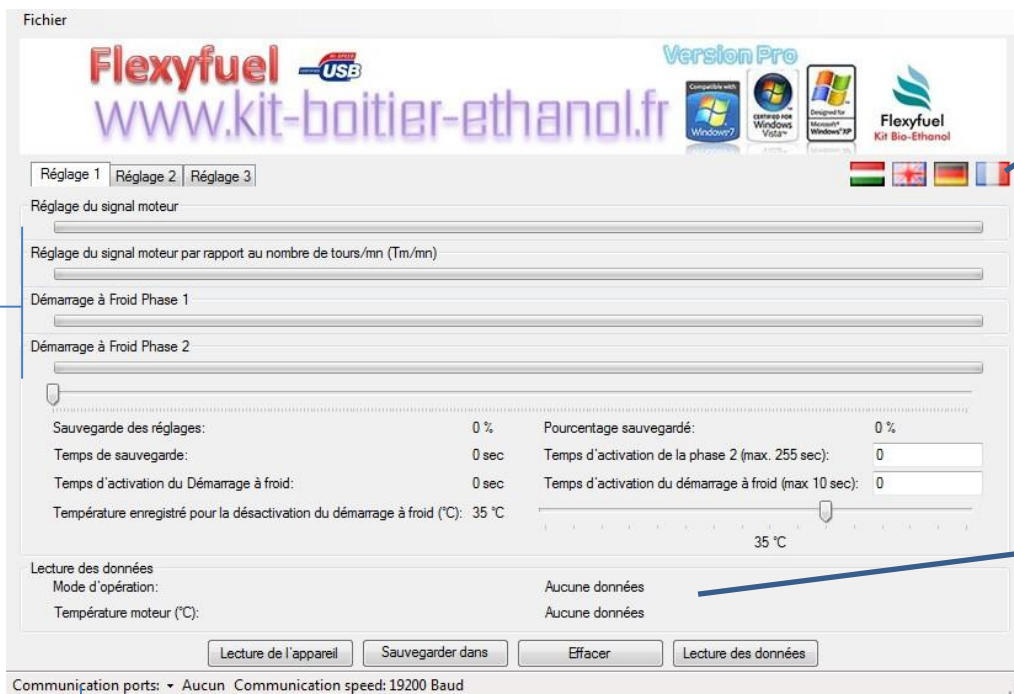 Fichier
Flexyfuel HI-SPEED CERTIFIED USB Version Pro
www.kit-boitier-ethanol.fr
Compatible with Windows 7
CERTIFIED FOR Windows Vista
Designed for Microsoft Windows XP
Flexyfuel
Kit Bio-Ethanol
Réglage 1 Réglage 2 Réglage 3
Réglage du signal moteur
Réglage du signal moteur par rapport au nombre de tours/mn (Tm/mn)
Démarrage à Froid Phase 1
Démarrage à Froid Phase 2
Sauvegarde des réglages: 0 % Pourcentage sauvegardé: 0 %
Temps de sauvegarde: 0 sec Temps d'activation de la phase 2 (max. 255 sec): 0
Temps d'activation du Démarrage à froid: 0 sec Temps d'activation du démarrage à froid (max 10 sec): 0
Température enregistré pour la désactivation du démarrage à froid (°C): 35 °C
35 °C
Lecture des données
Mode d'opération: Aucune données
Température moteur (°C): Aucune données
Lecture de l'appareil Sauvegarder dans Effacer Lecture des données
Communication ports: Aucun Communication speed: 19200 Baud